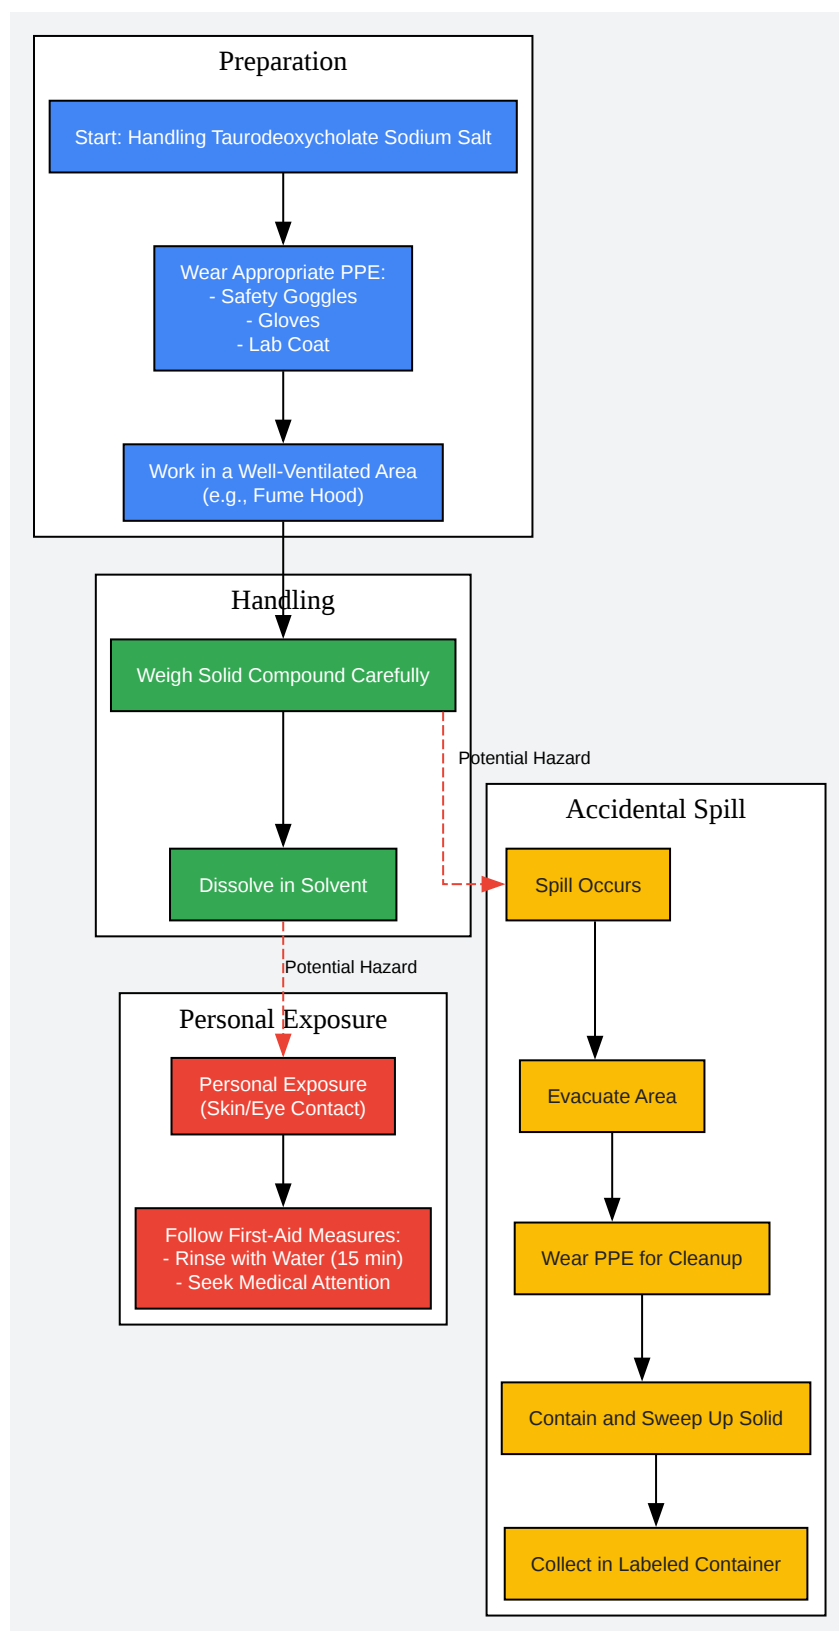 Preparation
Start: Handling Taurodeoxycholate Sodium Salt
Wear Appropriate PPE:
- Safety Goggles
- Gloves
- Lab Coat
Work in a Well-Ventilated Area
(e.g., Fume Hood)
Handling
Weigh Solid Compound Carefully
Potential Hazard
Dissolve in Solvent
Potential Hazard
Personal Exposure
Personal Exposure
(Skin/Eye Contact)
Follow First-Aid Measures:
- Rinse with Water (15 min)
- Seek Medical Attention
Accidental Spill
Spill Occurs
Evacuate Area
Wear PPE for Cleanup
Contain and Sweep Up Solid
Collect in Labeled Container